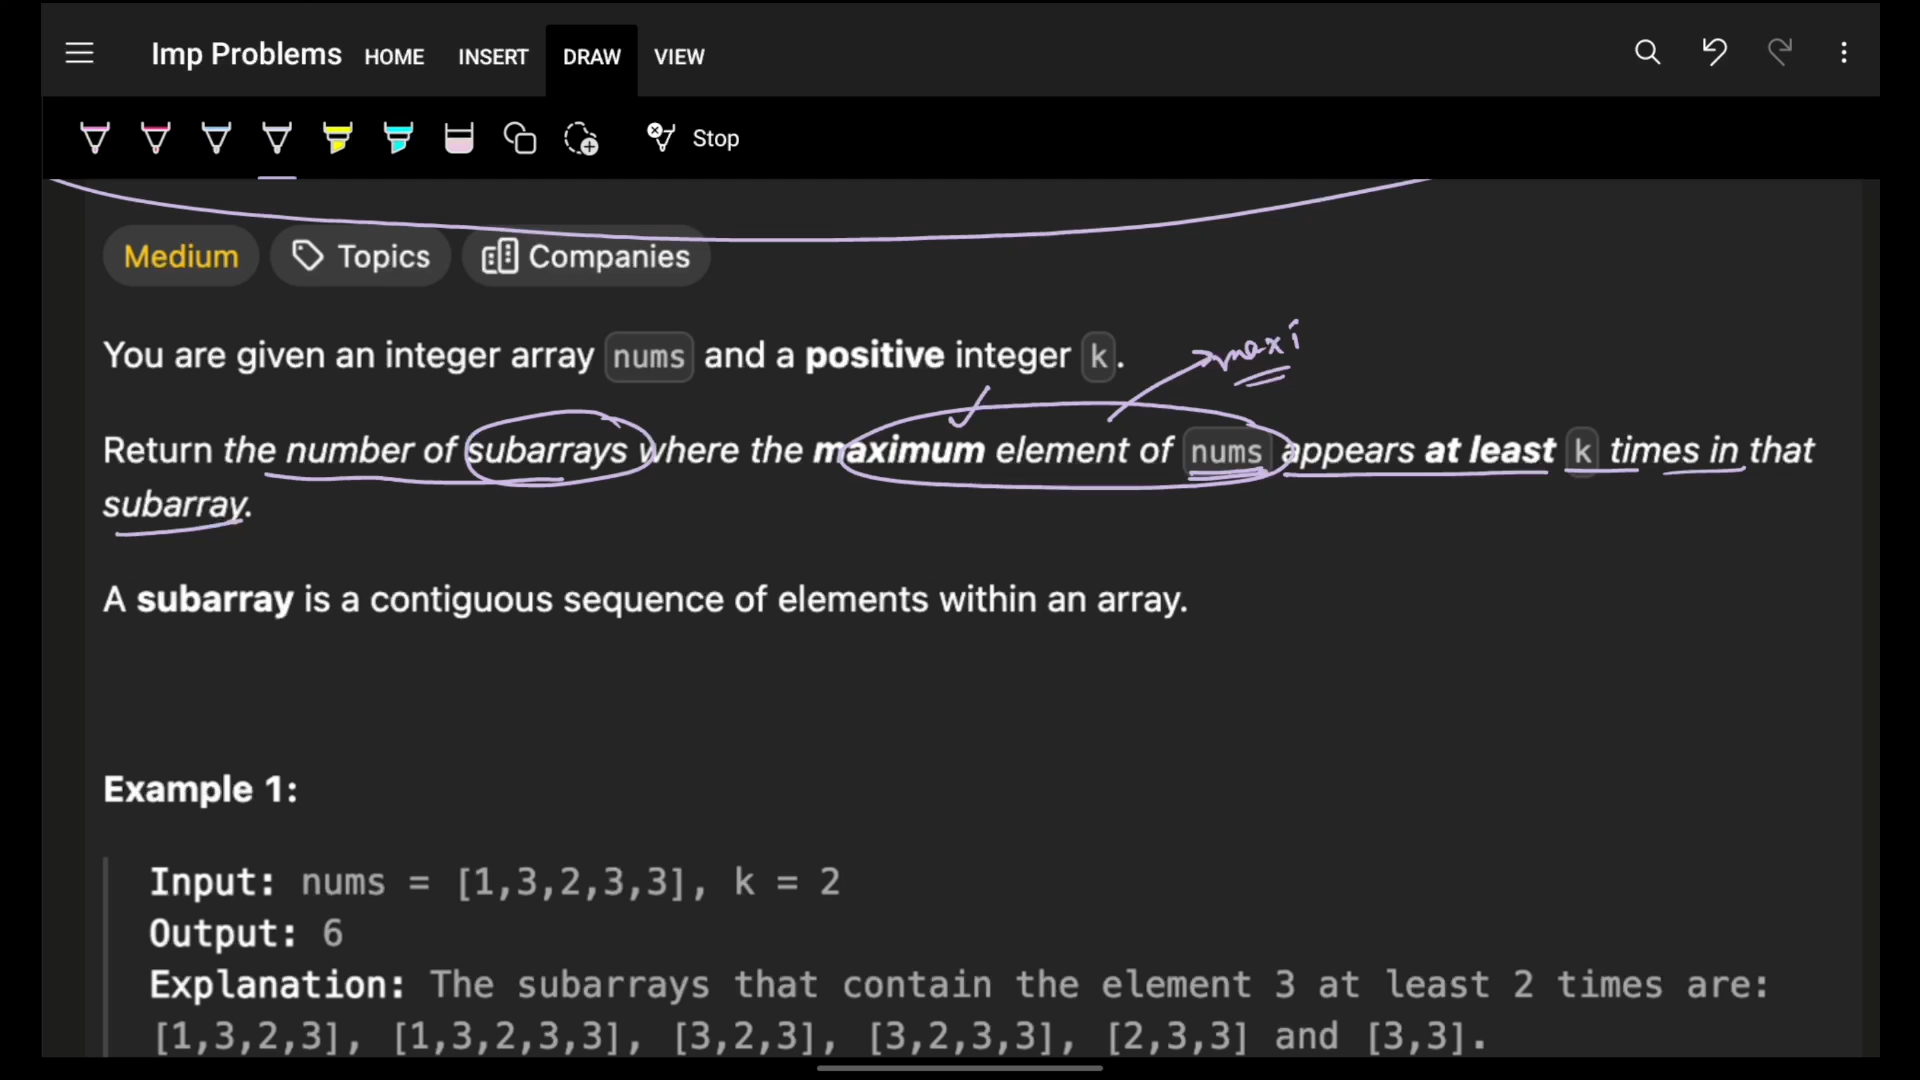 Imp Problems HOME INSERT DRAW VIEW
Stop
Medium Topics Companies
maxi
You are given an integer array nums and a positive integer k.
Return the number of subarrays where the maximum element of nums appears at least k times in that
subarray.
A subarray is a contiguous sequence of elements within an array.
Example 1:
Input: nums = [1,3,2,3,3], k = 2
Output: 6
Explanation: The subarrays that contain the element 3 at least 2 times are:
[1,3,2,3], [1,3,2,3,3], [3,2,3], [3,2,3,3], [2,3,3] and [3,3].